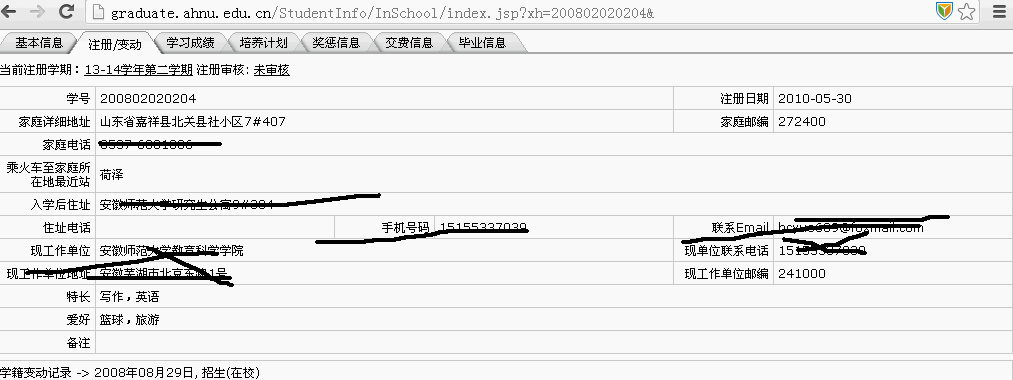 graduate.ahnu.edu.cn/StudentInfo/InSchool/index.jsp?xh=200802020204&
基本信息 注册/变动 学习成绩 培养计划 奖惩信息 交费信息 毕业信息
当前注册学期：13-14学年第二学期 注册审核：未审核
学号 200802020204 注册日期 2010-05-30
家庭详细地址 山东省嘉祥县北关县社小区7#407 家庭邮编 272400
家庭电话
乘火车至家庭所
在地最近站 荷泽
入学后住址
住址电话 手机号码 联系Email
现工作单位 现单位联系电话
现工作单位地址 现工作单位邮编 241000
特长 写作，英语
爱好 篮球，旅游
备注
学籍变动记录 -> 2008年08月29日, 招生(在校)